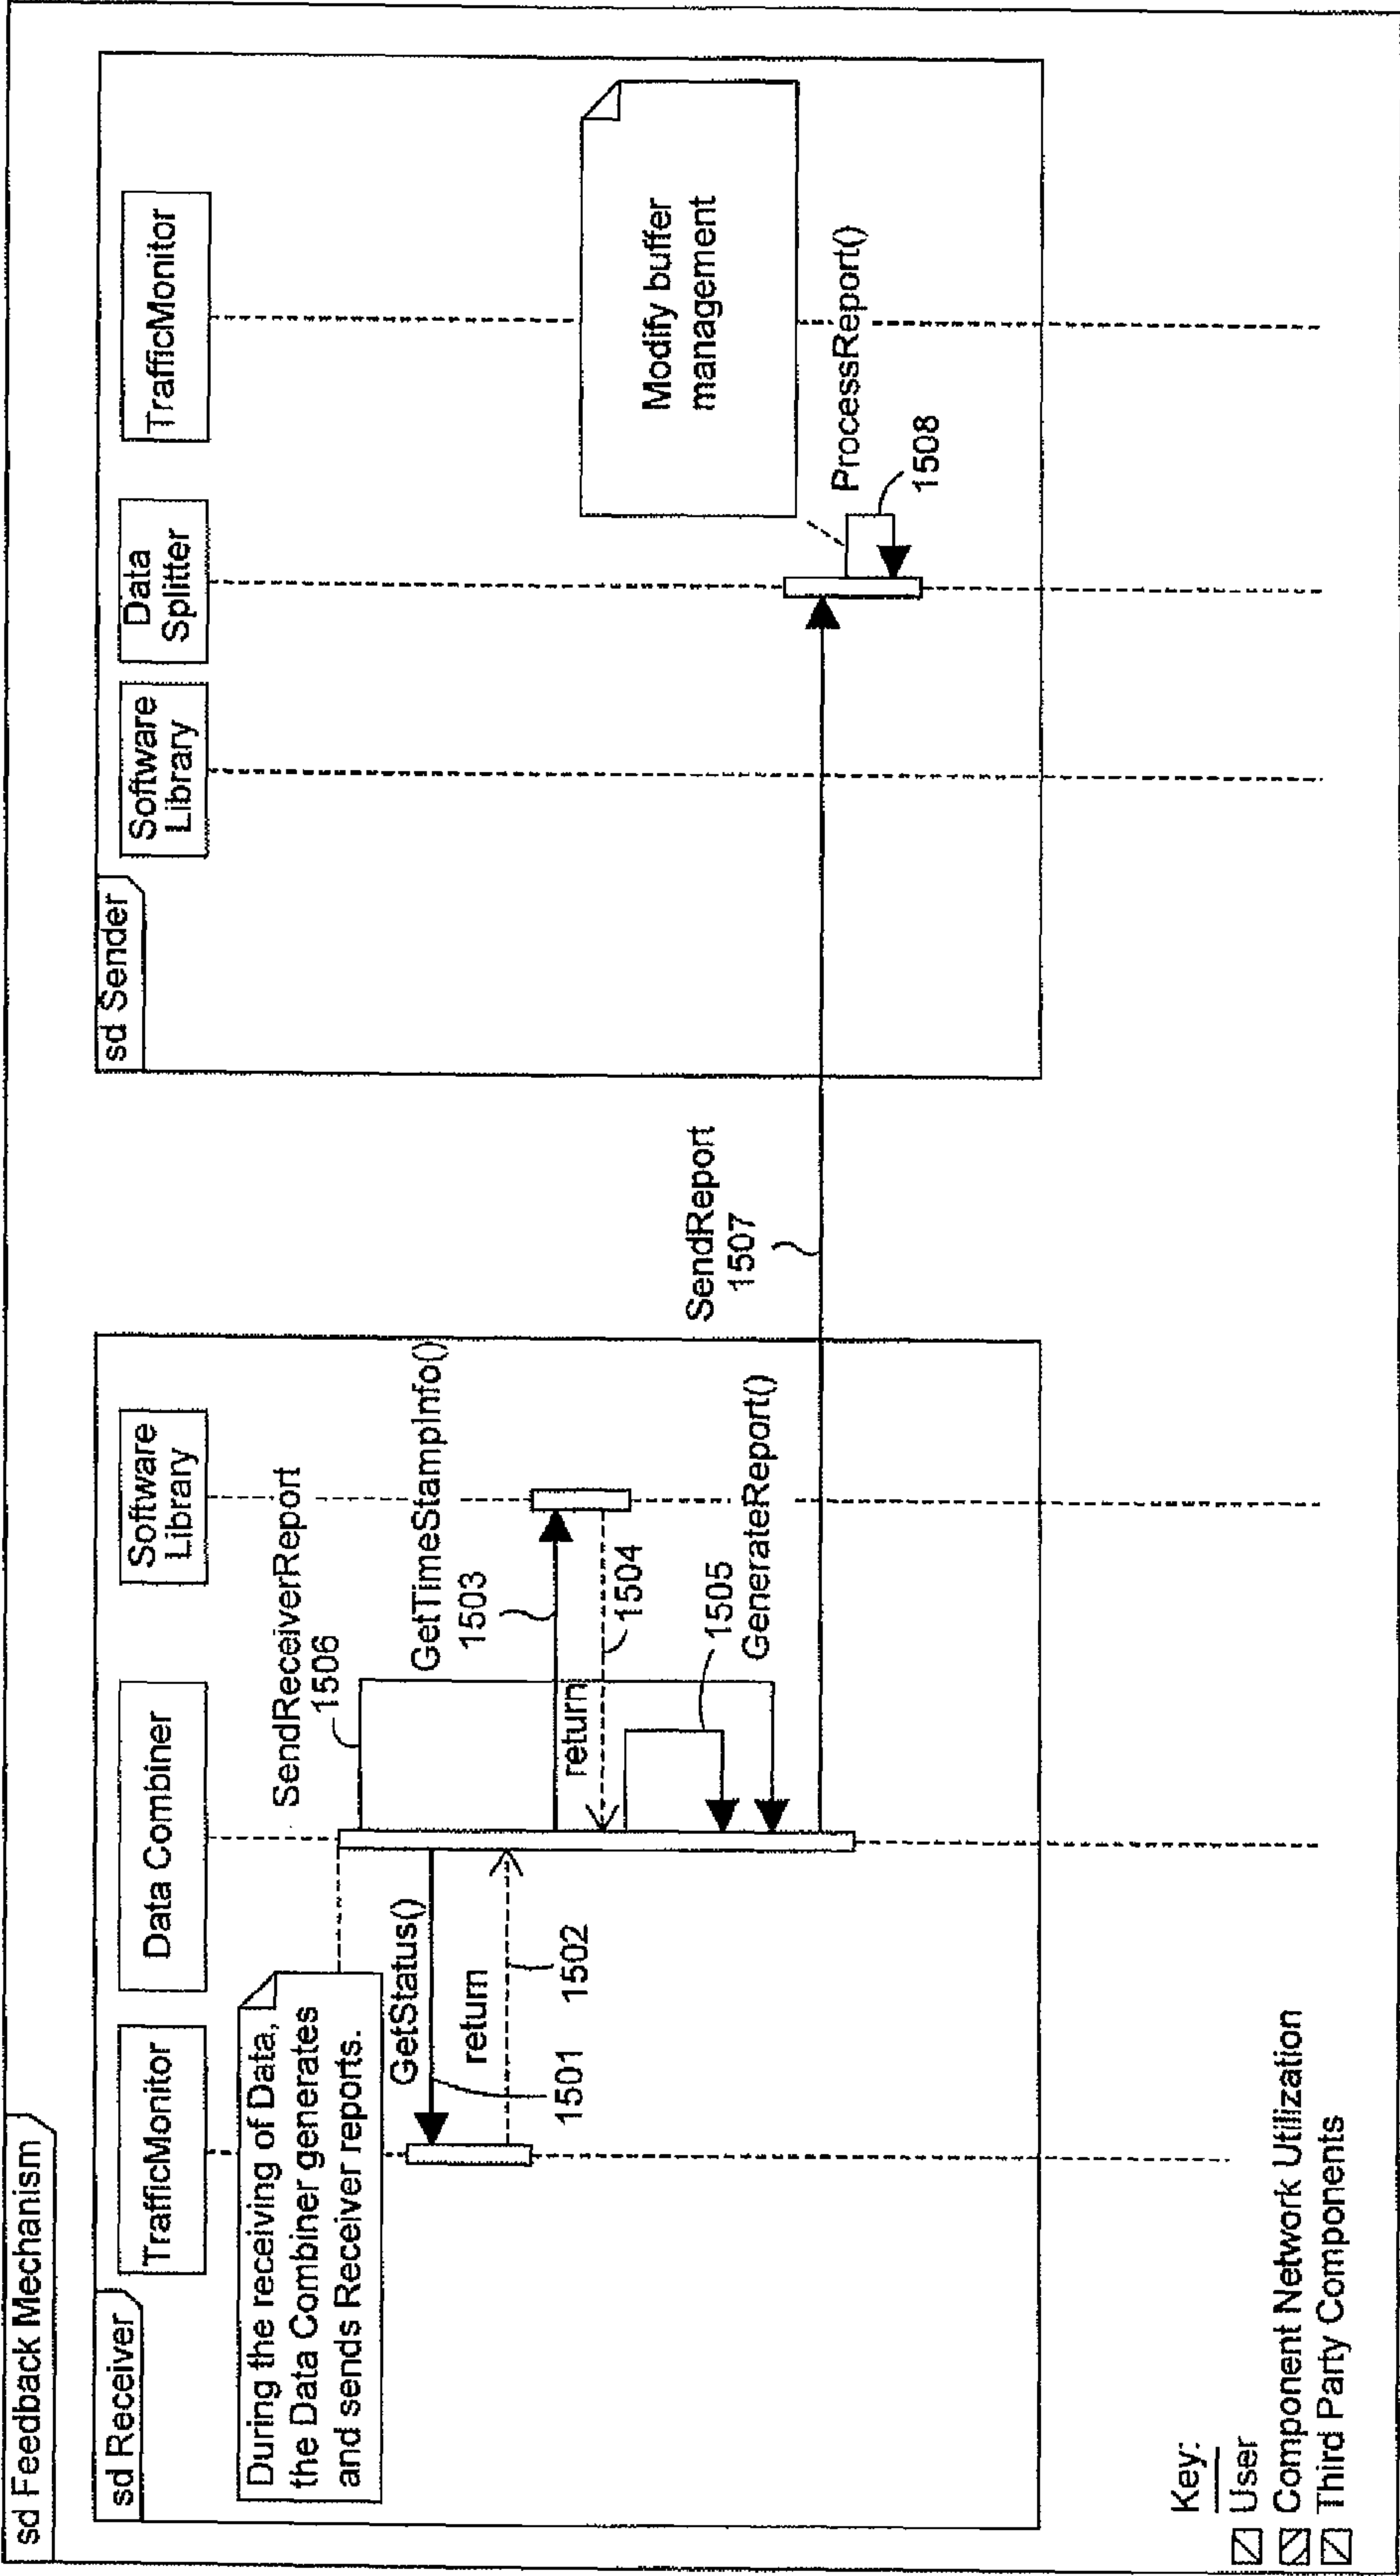 sd Feedback Mechanism
sd Receiver
TrafficMonitor
Data Combiner
Software
Library
During the receiving of Data,
the Data Combiner generates
and sends Receiver reports.
SendReceiverReport
1506
GetStatus()
1501
return
1502
GetTimeStampInfo()
1503
return
1504
1505
GenerateReport()
SendReport
1507
sd Sender
Software
Library
Data
Splitter
TrafficMonitor
Modify buffer
management
ProcessReport()
1508
Key:
User
Component Network Utilization
Third Party Components